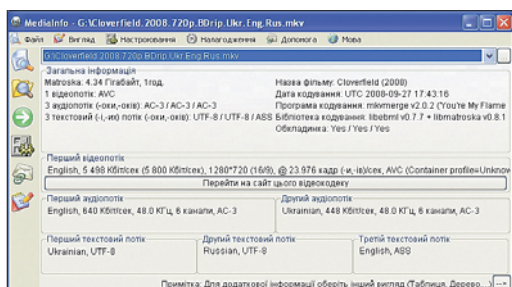 MediaInfo - G:\Cloverfield.2008.720p.BDrip.Ukr.Eng.Rus.mkv
Файл Вигляд Настроювання Налагодження Допомога Мова
G:\Cloverfield.2008.720p.BDrip.Ukr.Eng.Rus.mkv
Загальна інформація
Matroska: 4.34 Гігабайт, 1год.
Назва фільму: Cloverfield (2008)
1 відеопотік: AVC
Дата кодування: UTC 2008-09-27 17:43:16
3 аудіопотік (-оки,-оків): AC-3 / AC-3 / AC-3
Програма кодування: mkvmerge v2.0.2 ('You're My Flame
3 текстовий (-і,-их) потік (-оки,-оків): UTF-8 / UTF-8 / ASS
Бібліотека кодування: libebml v0.7.7 + libmatroska v0.8.1
Обкладинка: Yes / Yes / Yes
Перший відеопотік
English, 5 498 Кбіт/сек (5 800 Кбіт/сек), 1280*720 (16/9), @ 23.976 кадр (-и,-ів)/сек, AVC (Container profile=Unknow
Перейти на сайт цього відеокодеку
Перший аудіопотік
Другий аудіопотік
English, 640 Кбіт/сек, 48.0 КГц, 6 канали, AC-3
Ukrainian, 448 Кбіт/сек, 48.0 КГц, 6 канали, AC-3
Перший текстовий потік
Другий текстовий потік
Третій текстовий потік
Ukrainian, UTF-8
Russian, UTF-8
English, ASS
Примітка: Для додаткової інформації оберіть інший вигляд (Таблиця, Дерево...)
-->